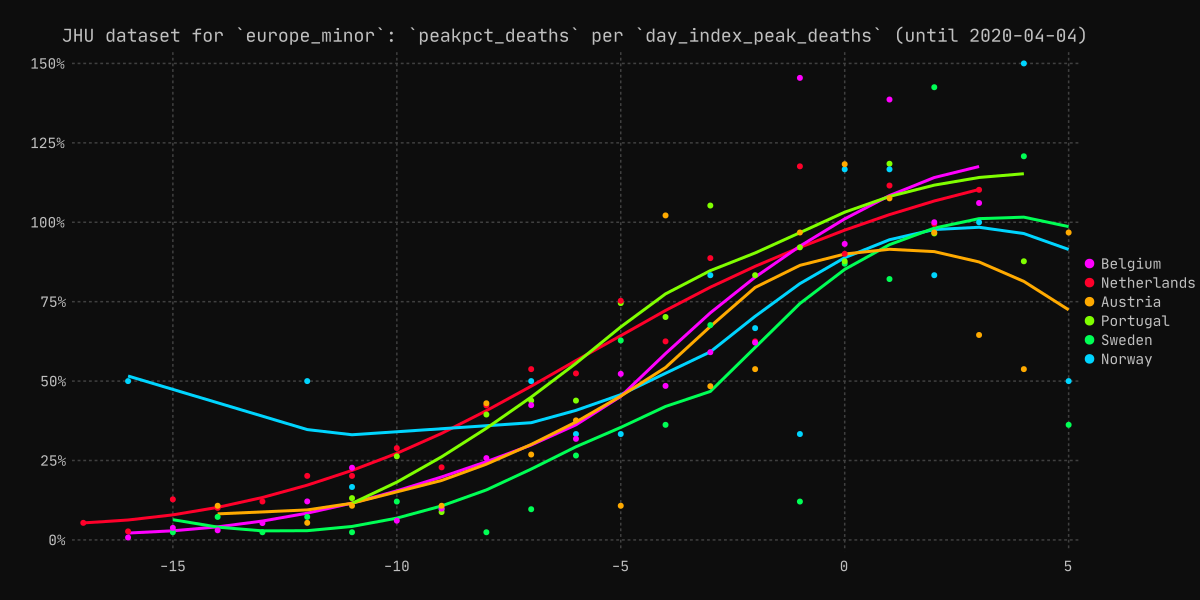 JHU dataset for `europe_minor`: `peakpct_deaths` per `day_index_peak_deaths` (until 2020-04-04)
150%
125%
100%
75%
50%
25%
0%
-15
-10
-5
0
5
Belgium
Netherlands
Austria
Portugal
Sweden
Norway